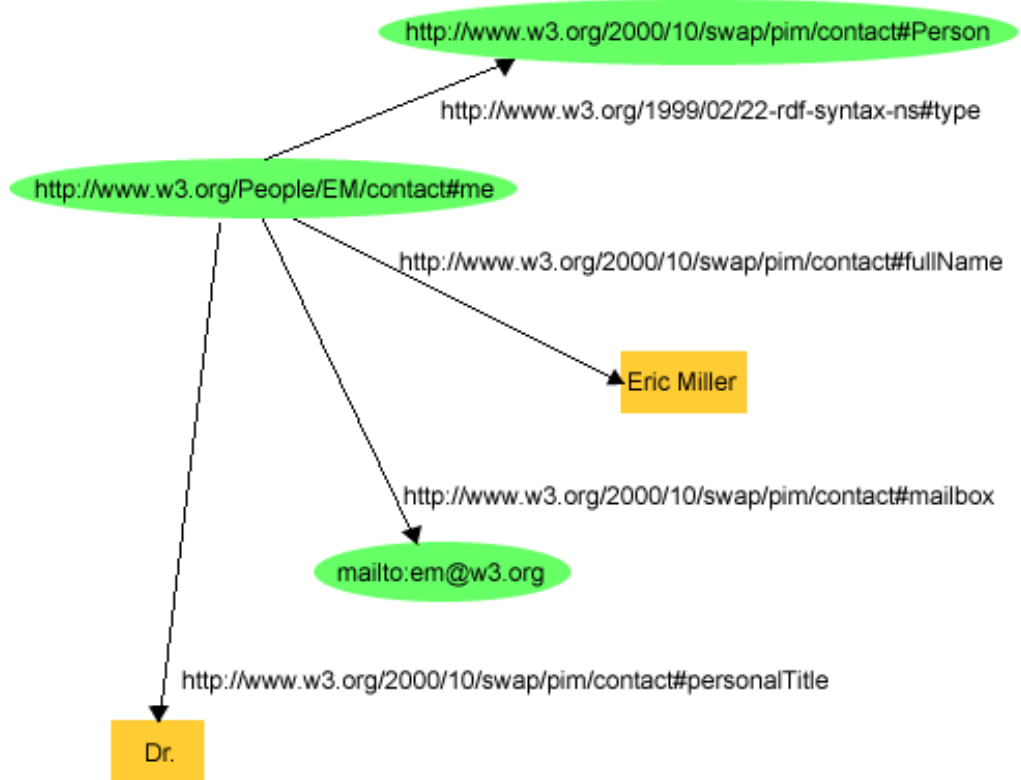 http://www.w3.org/2000/10/swap/pim/contact#Person
http://www.w3.org/1999/02/22-rdf-syntax-ns#type
http://www.w3.org/People/EM/contact#me
http://www.w3.org/2000/10/swap/pim/contact#fullName
Eric Miller
http://www.w3.org/2000/10/swap/pim/contact#mailbox
mailto:em@w3.org
http://www.w3.org/2000/10/swap/pim/contact#personalTitle
Dr.